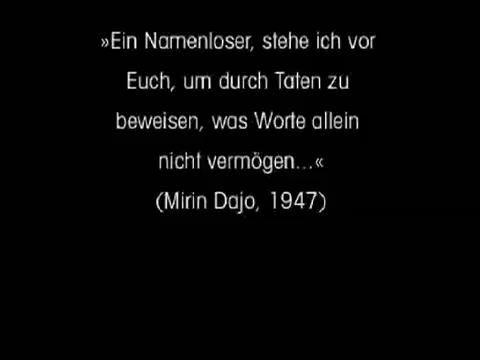 »Ein Namenloser, stehe ich vor
Euch, um durch Taten zu
beweisen, was Worte allein
nicht vermögen...«
(Mirin Dajo, 1947)